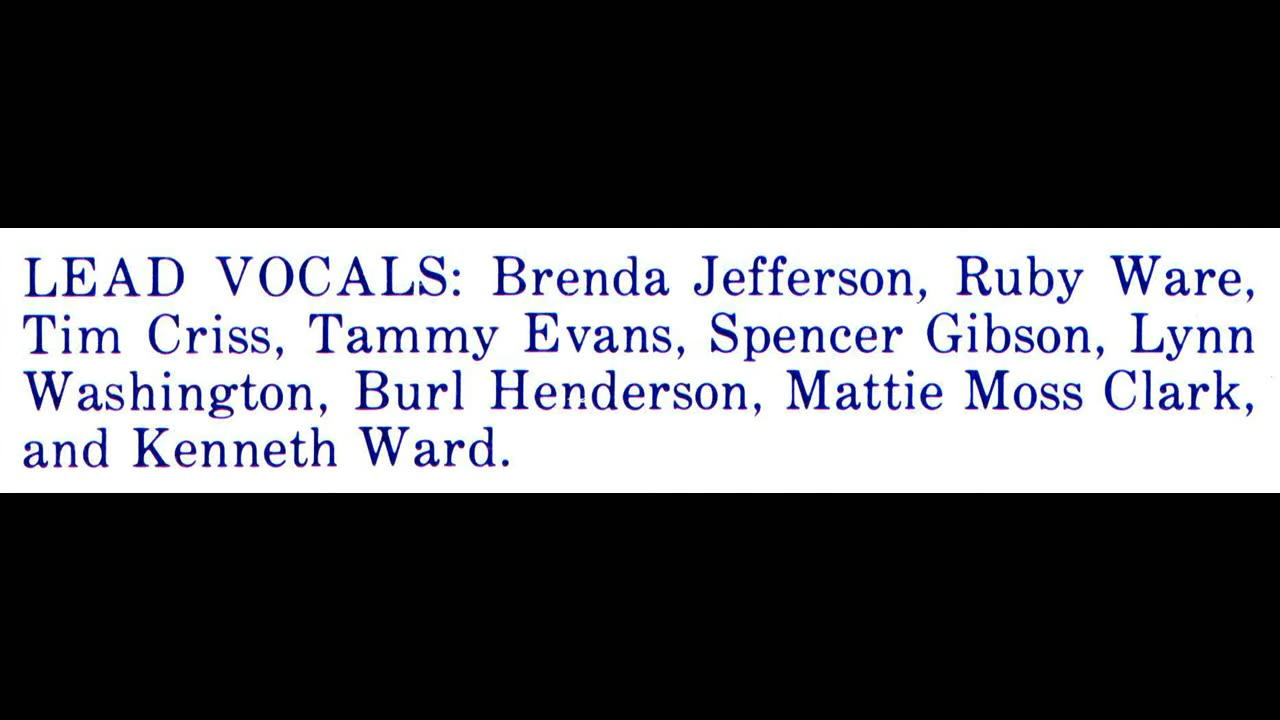 LEAD VOCALS: Brenda Jefferson, Ruby Ware,
Tim Criss, Tammy Evans, Spencer Gibson, Lynn
Washington, Burl Henderson, Mattie Moss Clark,
and Kenneth Ward.